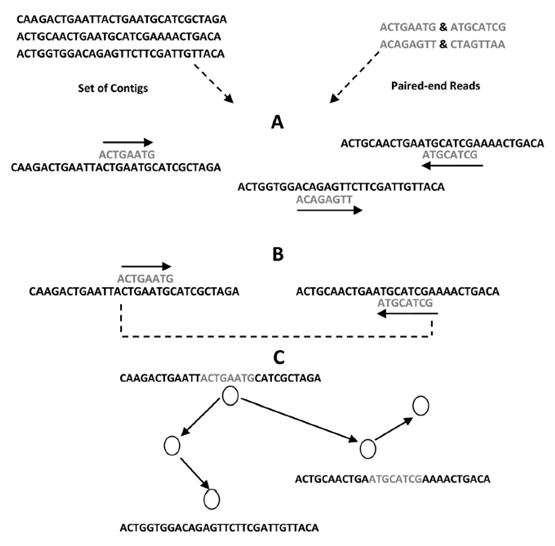 CAAGACTGAATTACTGAATGCATCGCTAGA
ACTGCAACTGAATGCATCGAAAACTGACA
ACTGGTGGACAGAGTTCTTCGATTGTTACA
ACTGAATG & ATGCATCG
ACAGAGTT & CTAGTTAA
Set of Contigs
Paired-end Reads
A
ACTGAATG
CAAGACTGAATTACTGAATGCATCGCTAGA
ACTGCAACTGAATGCATCGAAAACTGACA
ATGCATCG
ACTGGTGGACAGAGTTCTTCGATTGTTACA
ACAGAGTT
B
ACTGAATG
CAAGACTGAATTACTGAATGCATCGCTAGA
ACTGCAACTGAATGCATCGAAAACTGACA
ATGCATCG
C
CAAGACTGAATTACTGAATGCATCGCTAGA
ACTGCAACTGAATGCATCGAAAACTGACA
ACTGGTGGACAGAGTTCTTCGATTGTTACA